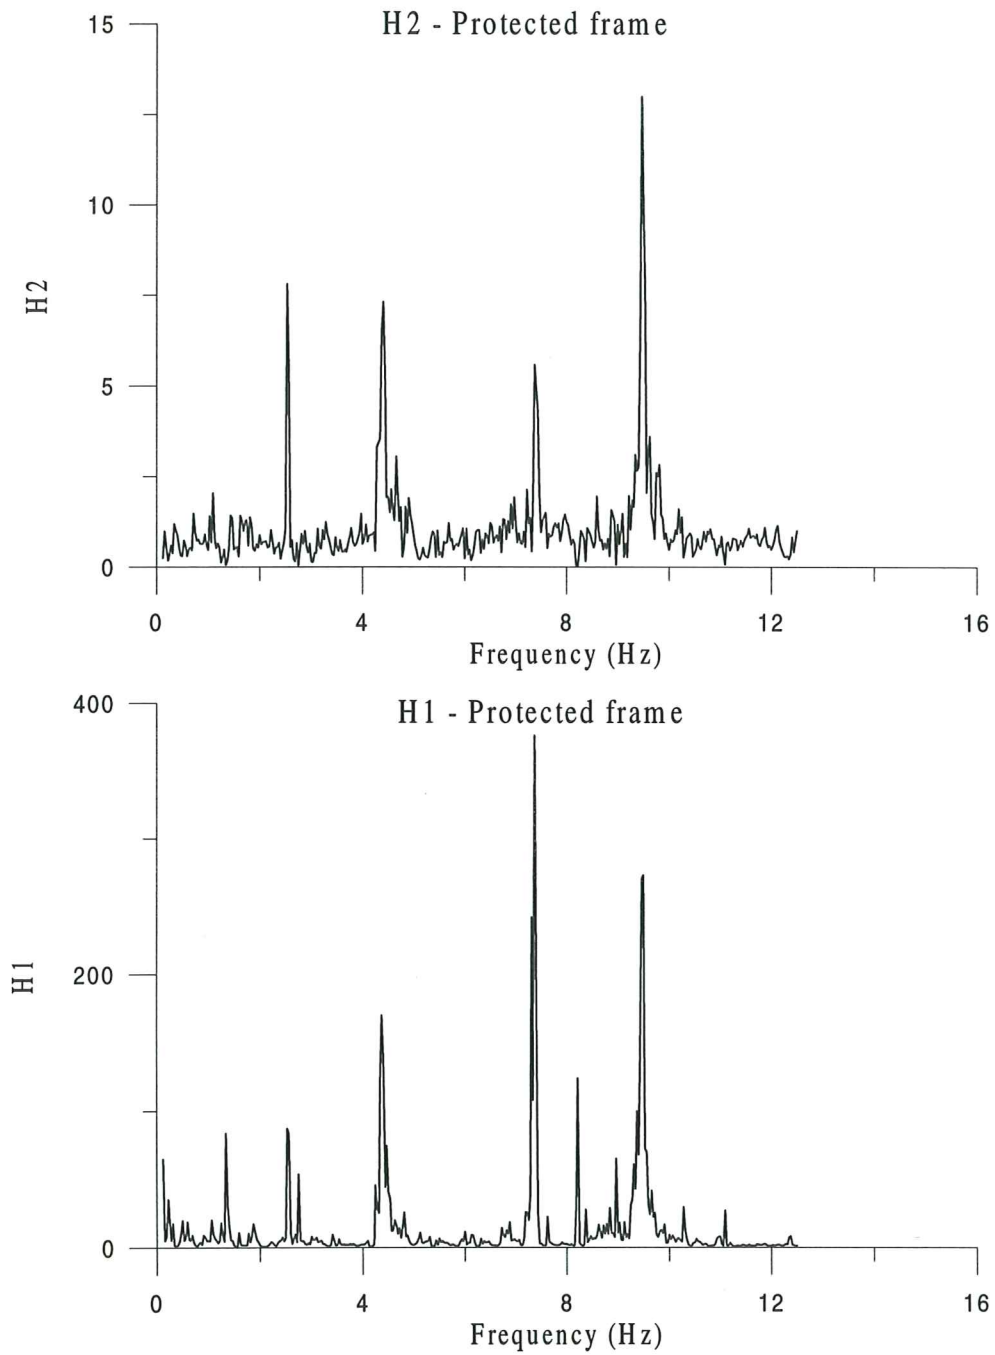 H2 - Protected frame
15
10
5
0
H2
0 4 8 12 16
Frequency (Hz)
H1 - Protected frame
400
200
0
H1
0 4 8 12 16
Frequency (Hz)